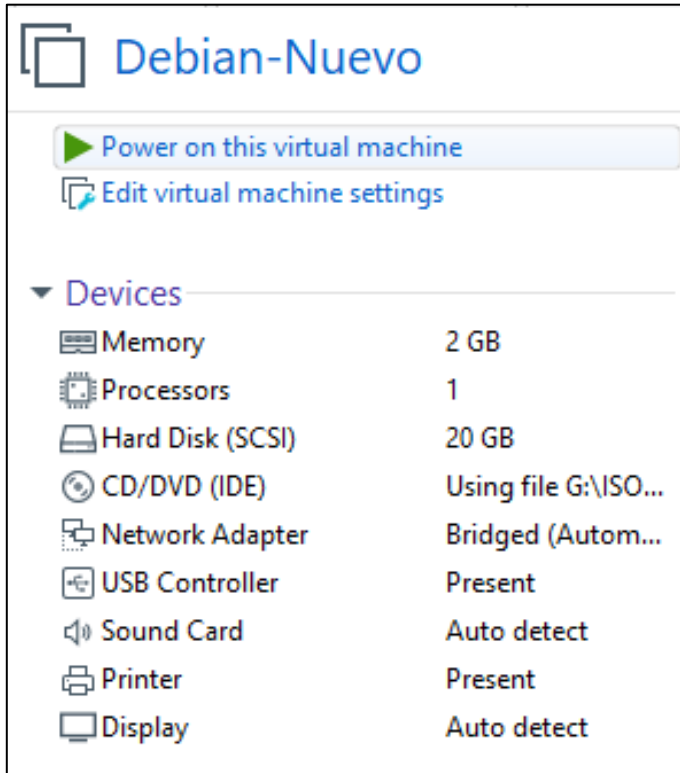 Debian-Nuevo
Power on this virtual machine
Edit virtual machine settings
Devices
Memory 2 GB
Processors 1
Hard Disk (SCSI) 20 GB
CD/DVD (IDE) Using file G:\ISO...
Network Adapter Bridged (Autom...
USB Controller Present
Sound Card Auto detect
Printer Present
Display Auto detect